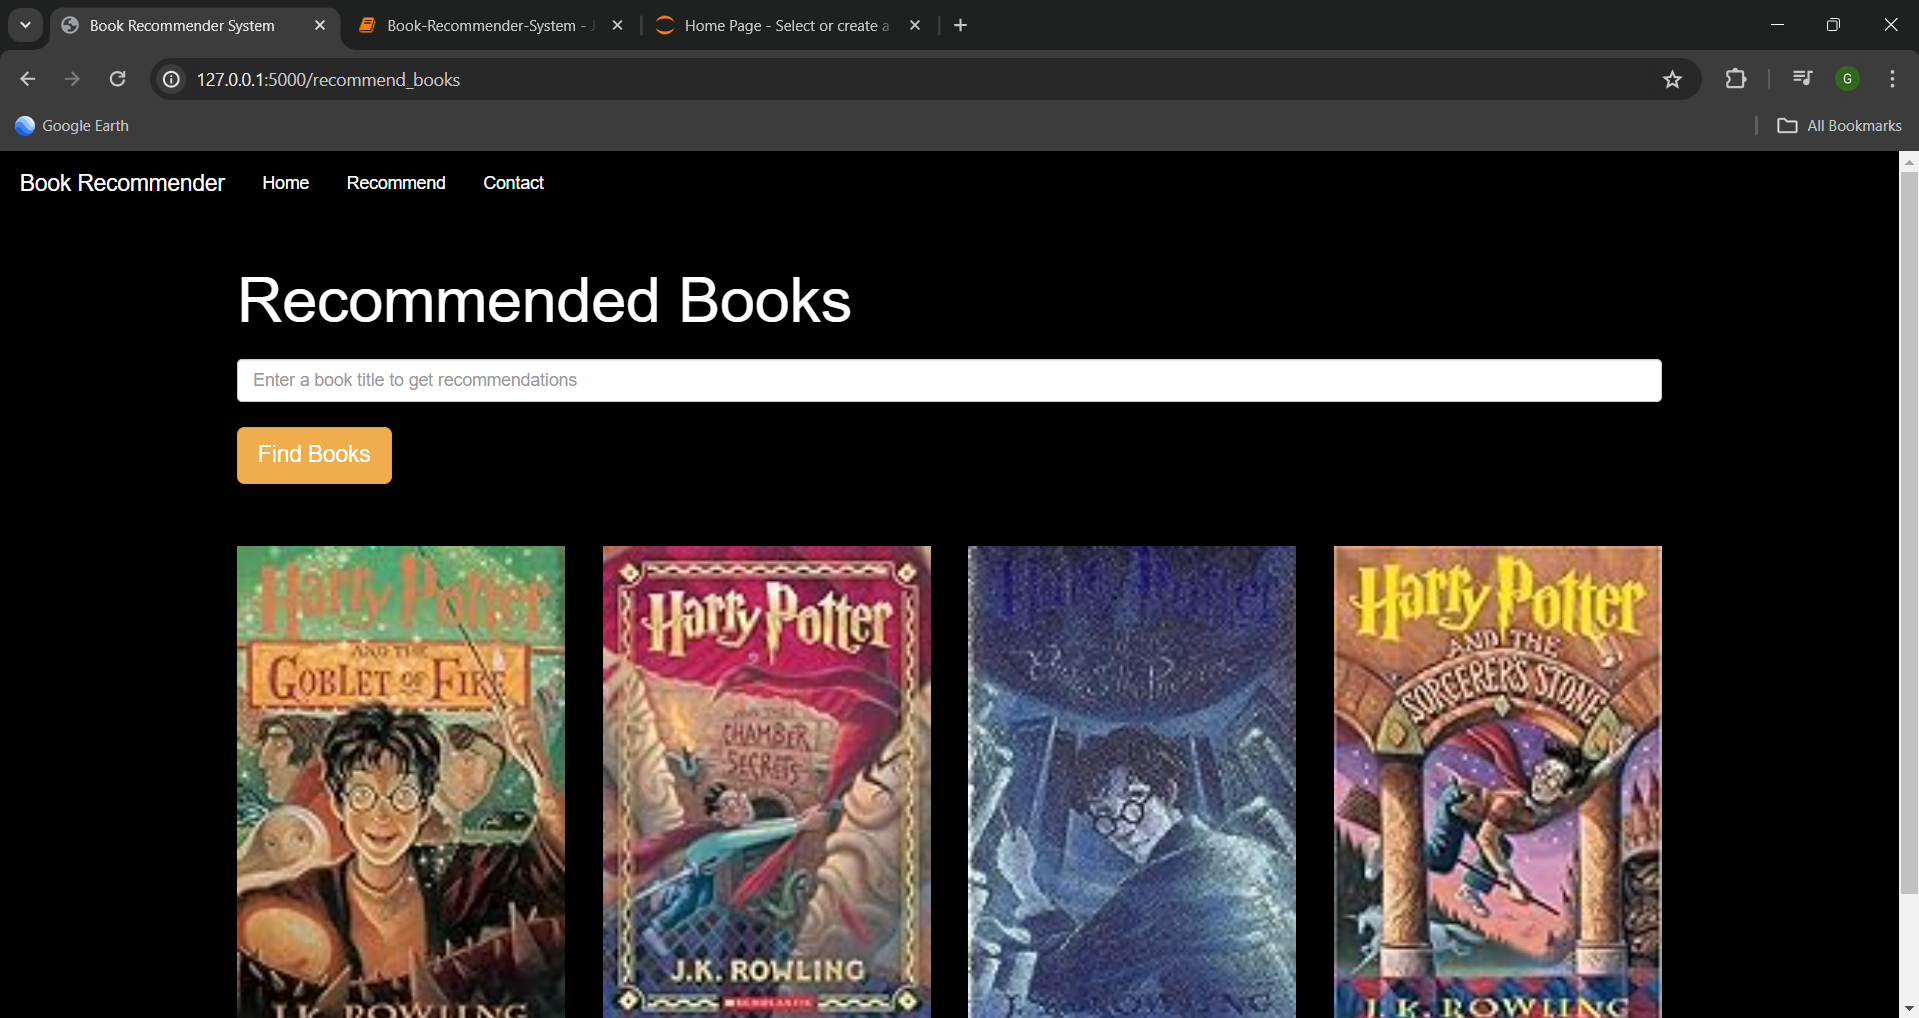 Book Recommender System
Book-Recommender-System -
Home Page - Select or create a
127.0.0.1:5000/recommend_books
G
Google Earth
All Bookmarks
Book Recommender
Home
Recommend
Contact
Recommended Books
Enter a book title to get recommendations
Find Books
Harry Potter
AND THE
GOBLET OF FIRE
J.K. ROWLING
Harry Potter
AND THE
CHAMBER
SECRETS
J.K. ROWLING
SCHOLASTIC
Harry Potter
Harry Potter
AND THE
SORCERER'S STONE
J. K. ROWLING